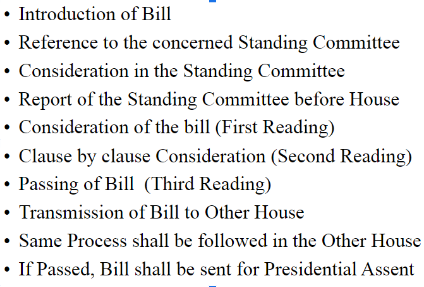 • Introduction of Bill
• Reference to the concerned Standing Committee
• Consideration in the Standing Committee
• Report of the Standing Committee before House
• Consideration of the bill (First Reading)
• Clause by clause Consideration (Second Reading)
• Passing of Bill (Third Reading)
• Transmission of Bill to Other House
• Same Process shall be followed in the Other House
• If Passed, Bill shall be sent for Presidential Assent